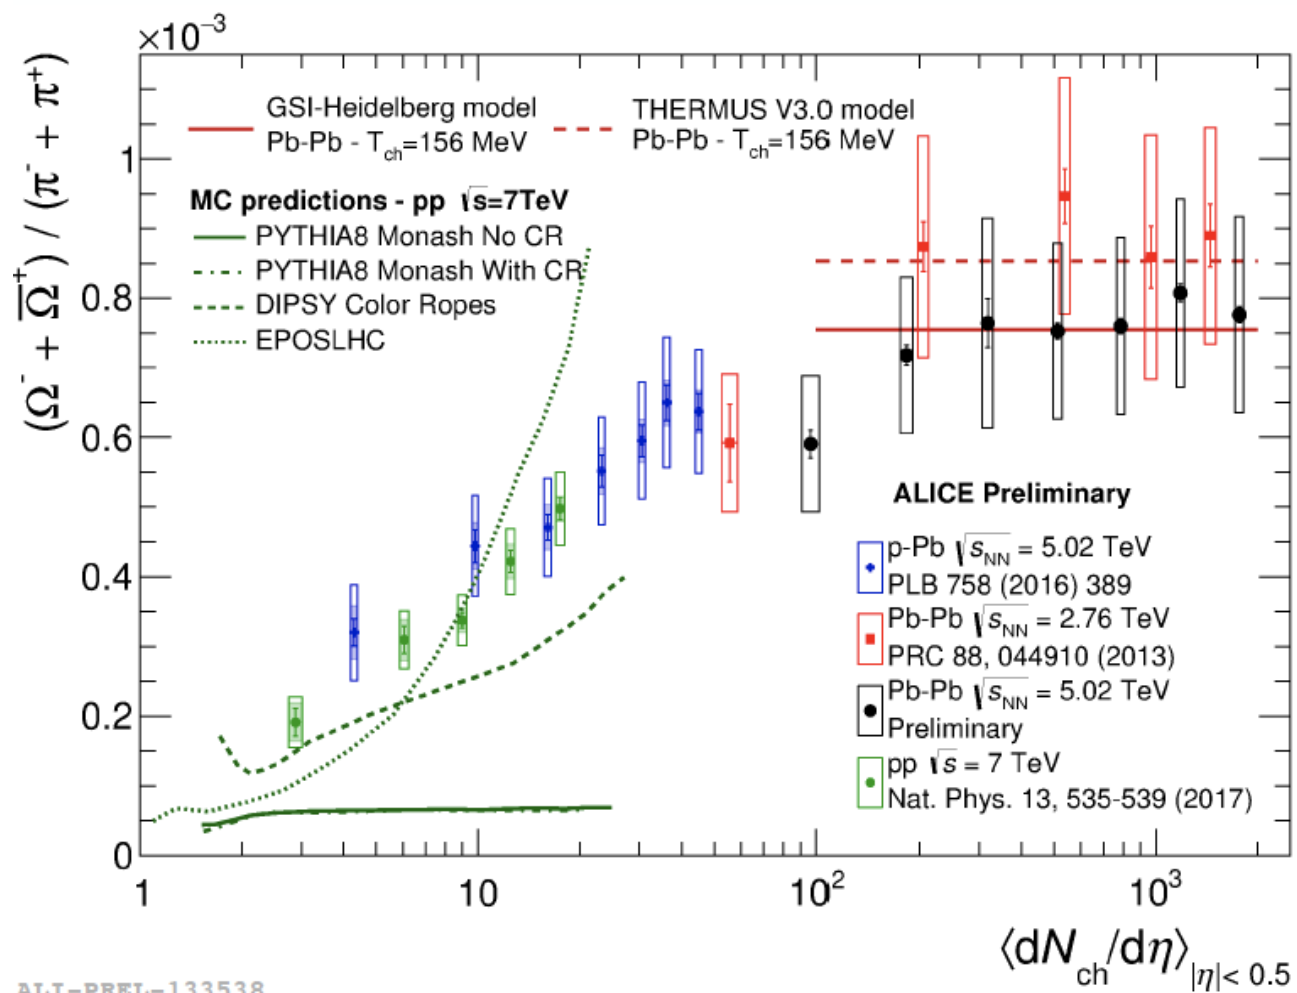 ×10⁻³
(Ω⁻ + Ω̅⁺) / (π⁻ + π⁺)
GSI-Heidelberg model
Pb-Pb - T_ch=156 MeV
THERMUS V3.0 model
Pb-Pb - T_ch=156 MeV
MC predictions - pp √s=7TeV
PYTHIA8 Monash No CR
PYTHIA8 Monash With CR
DIPSY Color Ropes
EPOSLHC
1
0.8
0.6
0.4
0.2
0
ALICE Preliminary
p-Pb √s_NN = 5.02 TeV
PLB 758 (2016) 389
Pb-Pb √s_NN = 2.76 TeV
PRC 88, 044910 (2013)
Pb-Pb √s_NN = 5.02 TeV
Preliminary
pp √s = 7 TeV
Nat. Phys. 13, 535-539 (2017)
1
10
10²
10³
⟨dN_ch/dη⟩_|η|< 0.5
ALI-PREL-133538